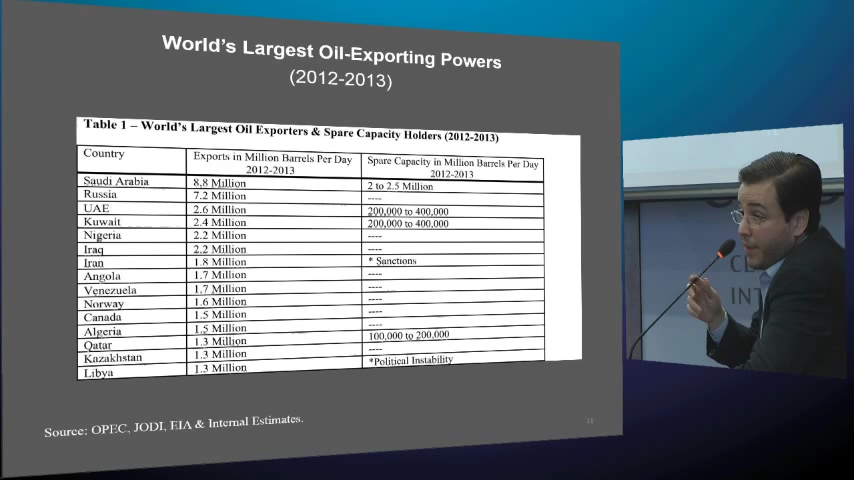 World's Largest Oil-Exporting Powers
(2012-2013)
Table 1 – World's Largest Oil Exporters & Spare Capacity Holders (2012-2013)
Country Exports in Million Barrels Per Day 2012-2013 Spare Capacity in Million Barrels Per Day 2012-2013
Saudi Arabia 8.8 Million 2 to 2.5 Million
Russia 7.2 Million ----
UAE 2.6 Million 200,000 to 400,000
Kuwait 2.4 Million 200,000 to 400,000
Nigeria 2.2 Million ----
Iraq 2.2 Million ----
Iran 1.8 Million * Sanctions
Angola 1.7 Million ----
Venezuela 1.7 Million ----
Norway 1.6 Million ----
Canada 1.5 Million ----
Algeria 1.5 Million ----
Qatar 1.3 Million 100,000 to 200,000
Kazakhstan 1.3 Million ----
Libya 1.3 Million *Political Instability
Source: OPEC, JODI, EIA & Internal Estimates.
CE
INT